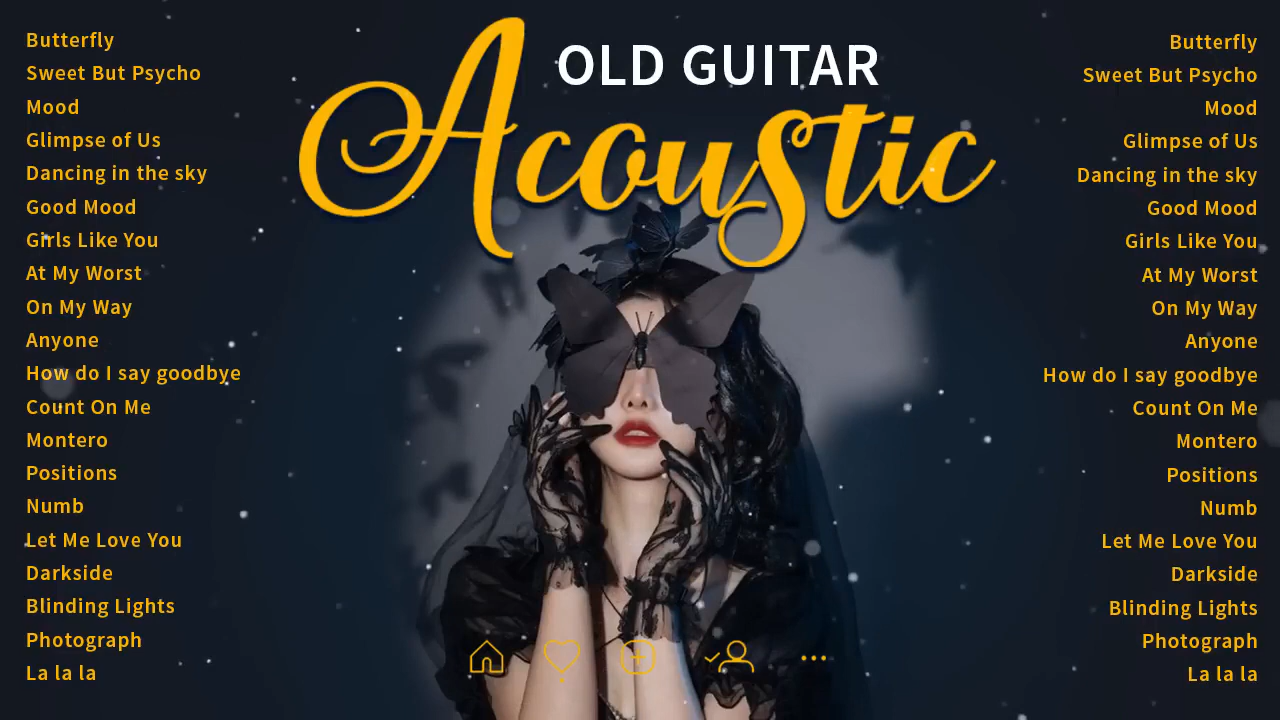 OLD GUITAR
Acoustic
Butterfly
Sweet But Psycho
Mood
Glimpse of Us
Dancing in the sky
Good Mood
Girls Like You
At My Worst
On My Way
Anyone
How do I say goodbye
Count On Me
Montero
Positions
Numb
Let Me Love You
Darkside
Blinding Lights
Photograph
La la la
Butterfly
Sweet But Psycho
Mood
Glimpse of Us
Dancing in the sky
Good Mood
Girls Like You
At My Worst
On My Way
Anyone
How do I say goodbye
Count On Me
Montero
Positions
Numb
Let Me Love You
Darkside
Blinding Lights
Photograph
La la la